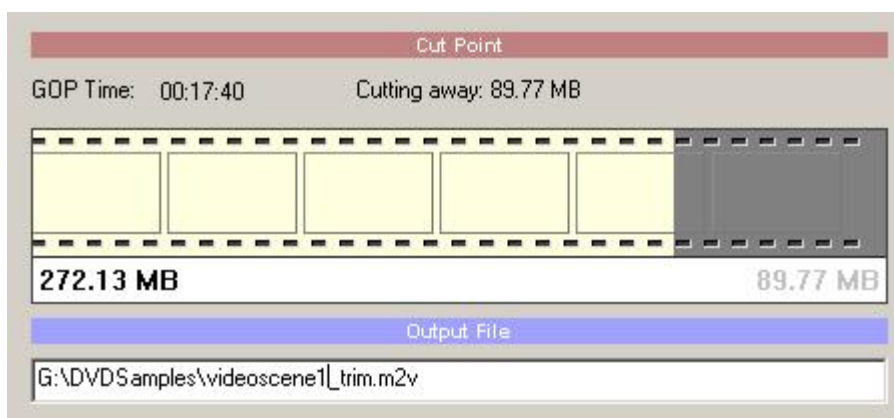 Cut Point
GOP Time: 00:17:40 Cutting away: 89.77 MB
272.13 MB 89.77 MB
Output File
G:\DVDSamples\videoscene1_trim.m2v